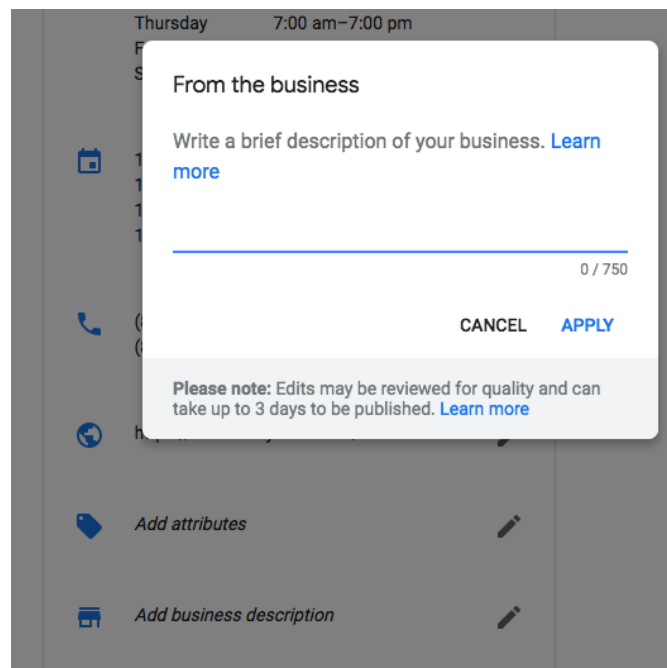 Thursday 7:00 am–7:00 pm
F
S
From the business
Write a brief description of your business. Learn
more
0 / 750
CANCEL APPLY
Please note: Edits may be reviewed for quality and can
take up to 3 days to be published. Learn more
Add attributes
Add business description